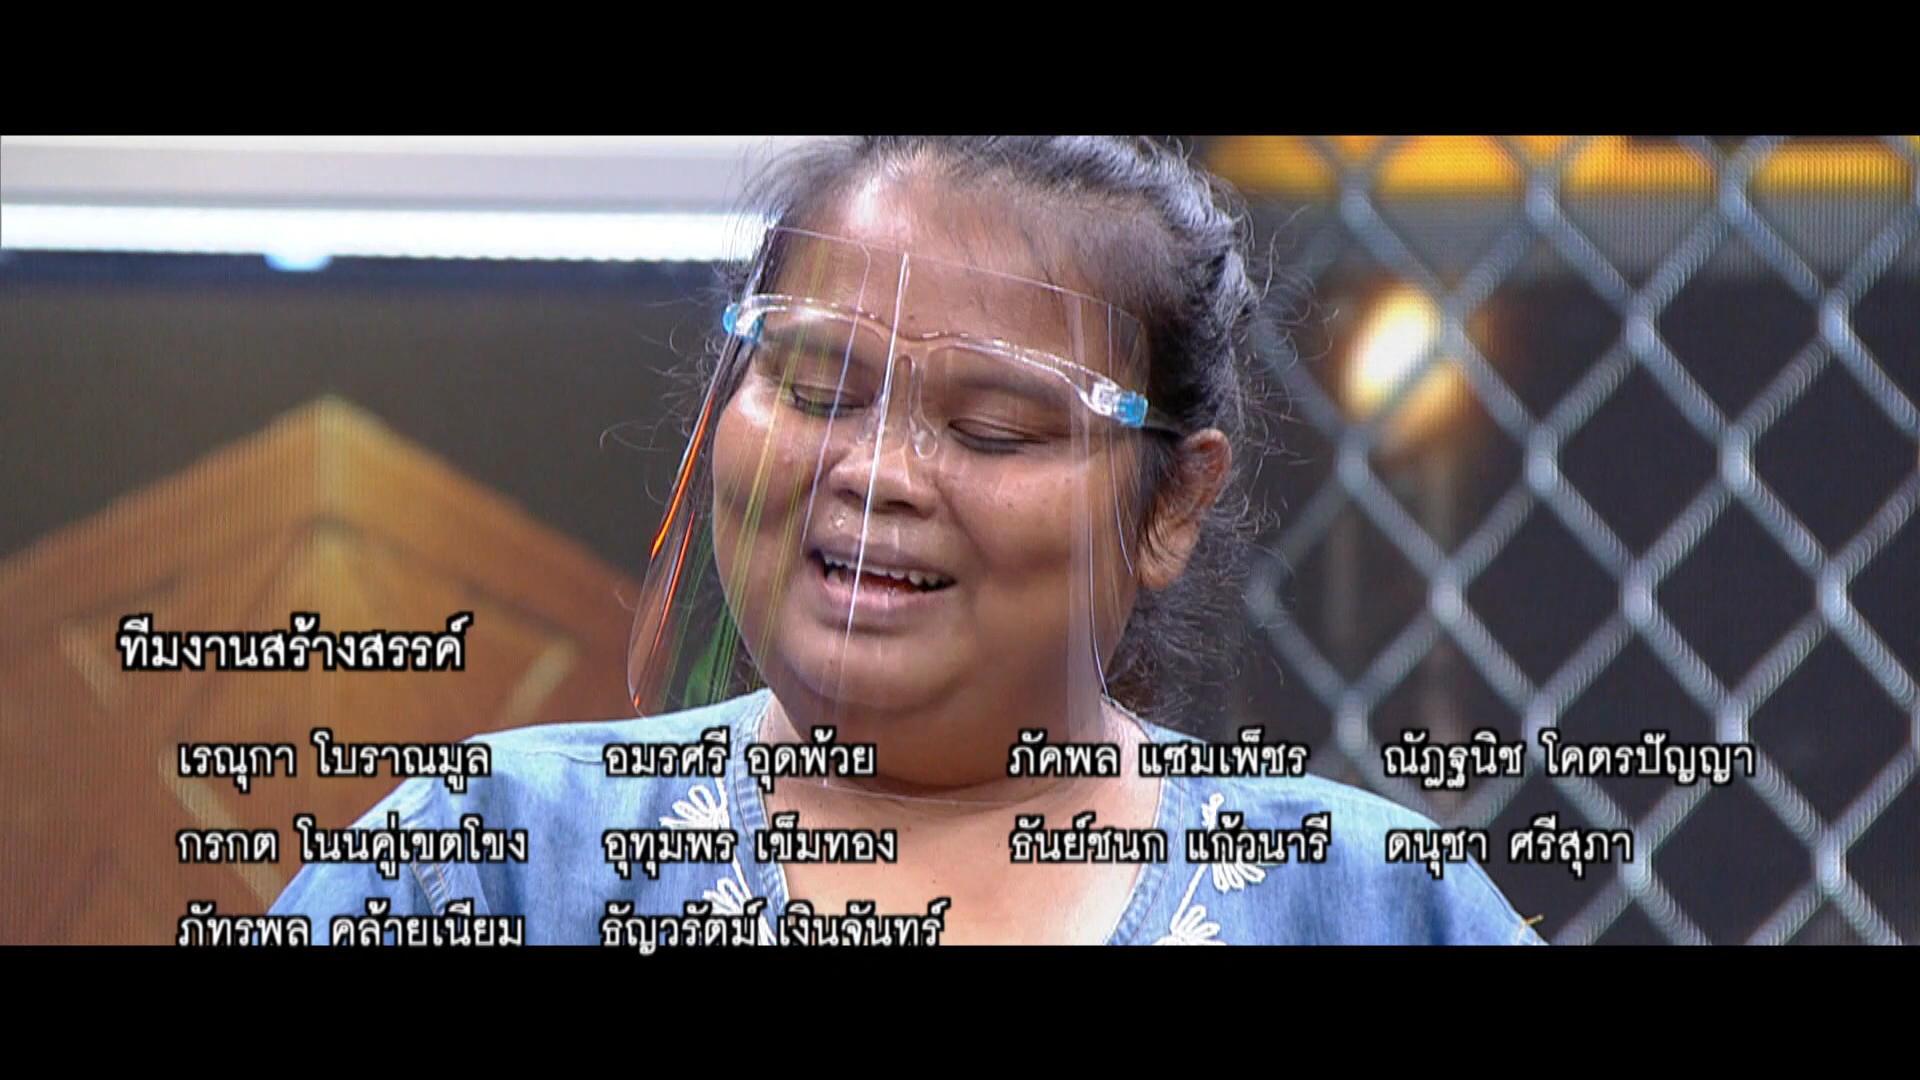 ทีมงานสร้างสรรค์
เรณุกา โบราณมูล อมรศรี อุดพ้วย ภัคพล แซมเพ็ชร ณัฏฐนิช โคตรปัญญา
กรกต โนนคู่เขตโขง อุทุมพร เข็มทอง ธันย์ชนก แก้วนารี ดนุชา ศรีสุภา
ภัทรพล คล้ายเนียม ธัญวรัตม์ เงินจันทร์